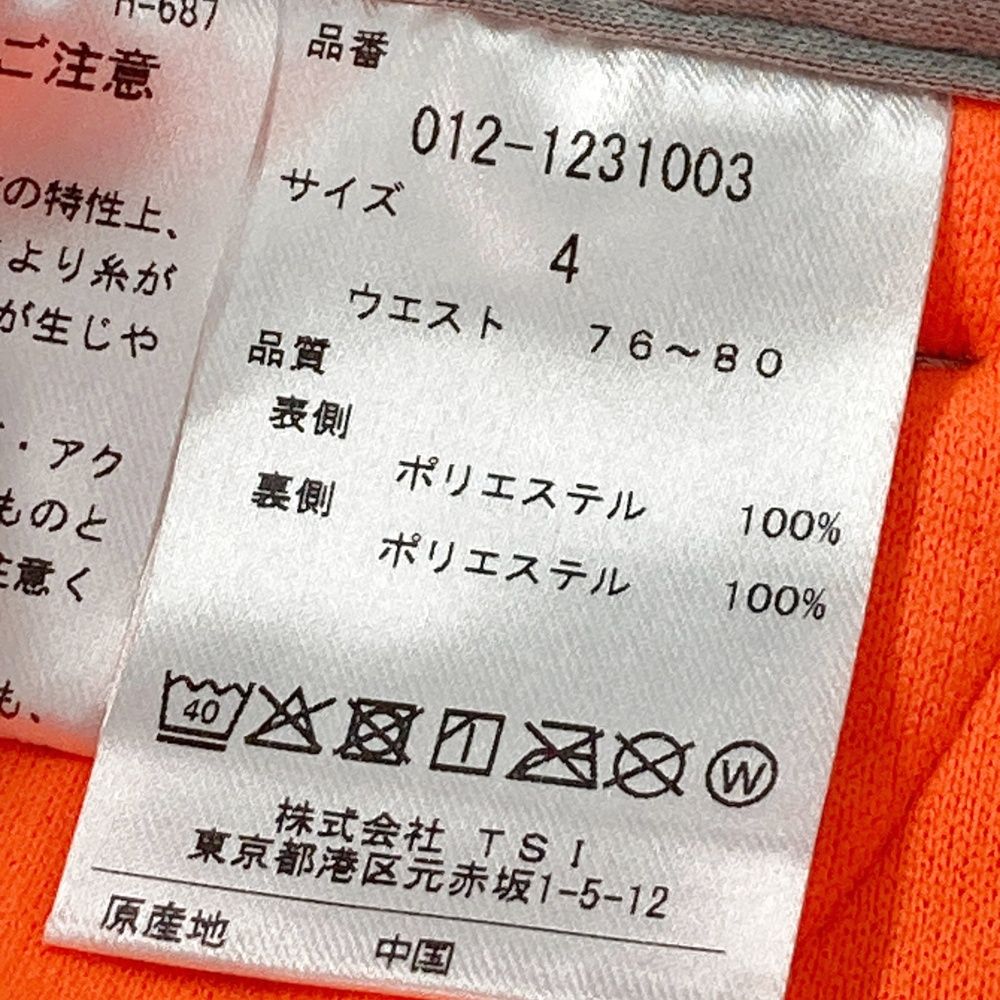 H-687
ご注意
の特性上、
より糸が
が生じや
・アク
ものと
注意く
も、
品番
012-1231003
サイズ
4
ウエスト 76～80
品質
表側
ポリエステル 100%
裏側
ポリエステル 100%
40
W
株式会社 TSI
東京都港区元赤坂1-5-12
原産地 中国